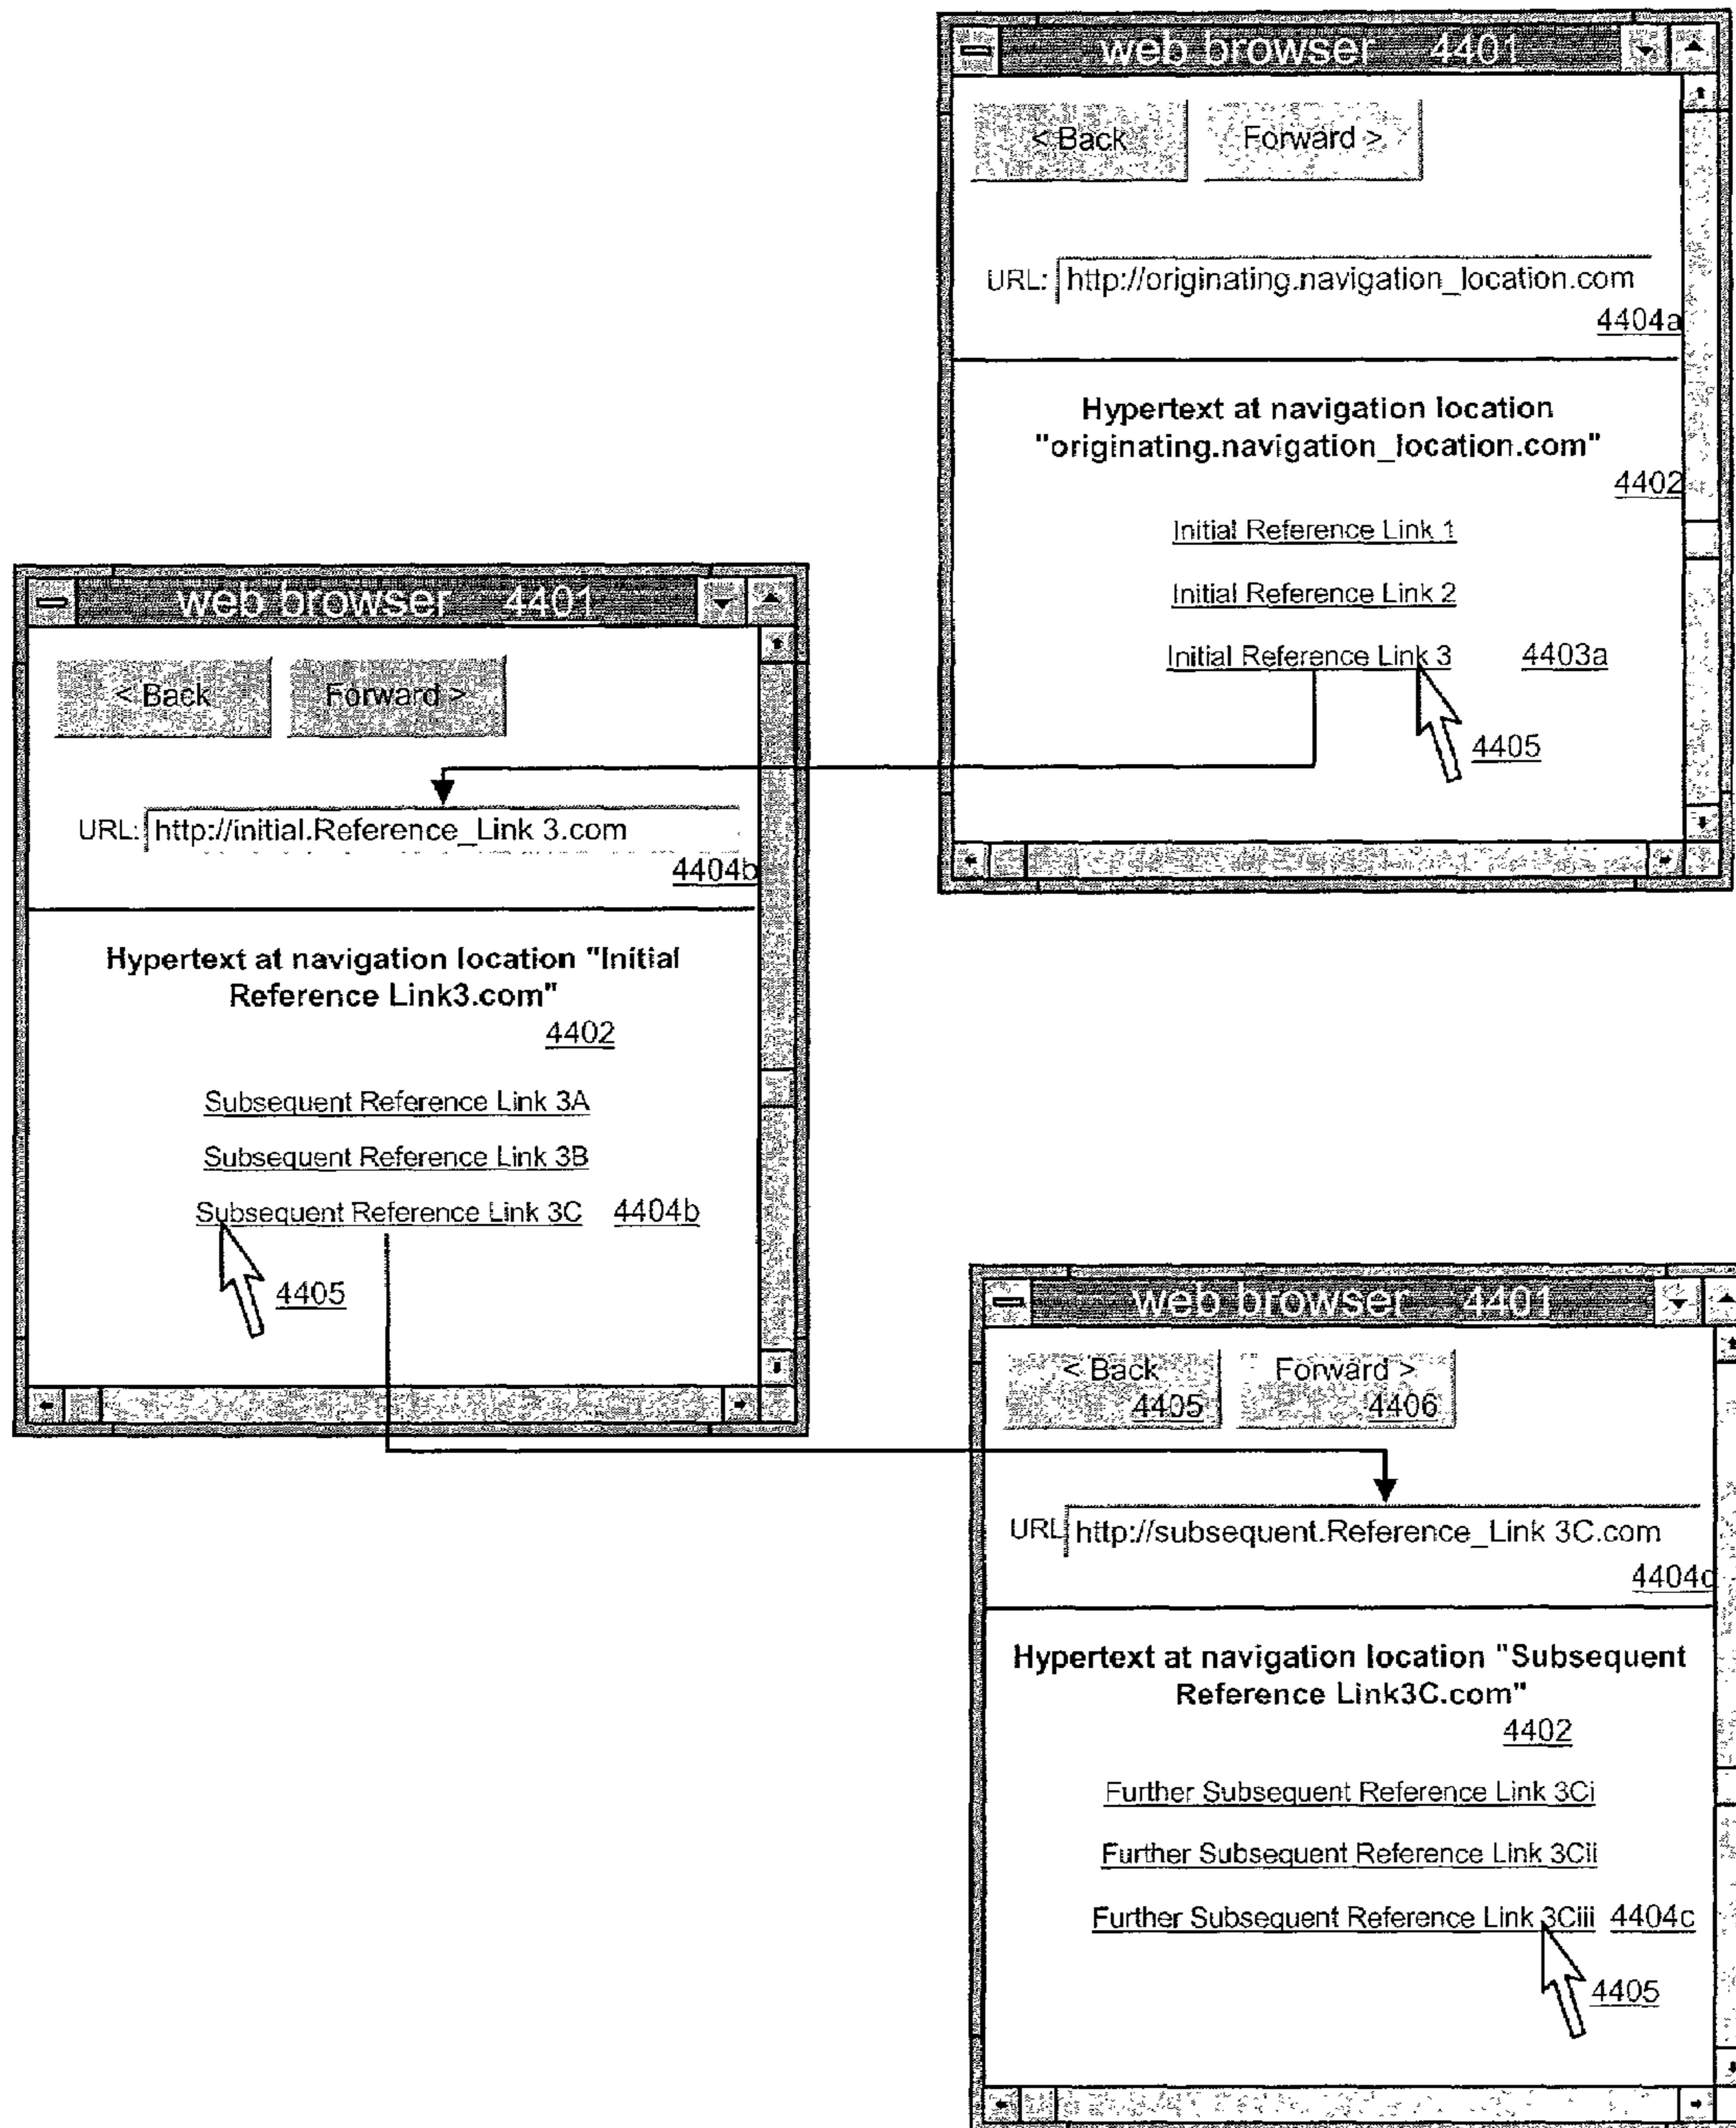 web browser 4401
< Back
Forward >
URL: http://originating.navigation_location.com
4404a
Hypertext at navigation location
"originating.navigation_location.com"
4402
Initial Reference Link 1
Initial Reference Link 2
Initial Reference Link 3 4403a
4405
web browser 4401
< Back
Forward >
URL: http://initial.Reference_Link 3.com
4404b
Hypertext at navigation location "Initial
Reference Link3.com"
4402
Subsequent Reference Link 3A
Subsequent Reference Link 3B
Subsequent Reference Link 3C 4404b
4405
web browser 4401
< Back
4405
Forward >
4406
URL http://subsequent.Reference_Link 3C.com
4404c
Hypertext at navigation location "Subsequent
Reference Link3C.com"
4402
Further Subsequent Reference Link 3Ci
Further Subsequent Reference Link 3Cii
Further Subsequent Reference Link 3Ciii 4404c
4405